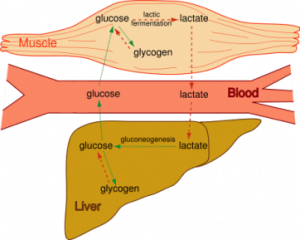 glucose
lactic
fermentation
lactate
Muscle
glycogen
glucose
lactate
Blood
gluconeogenesis
glucose
lactate
glycogen
Liver